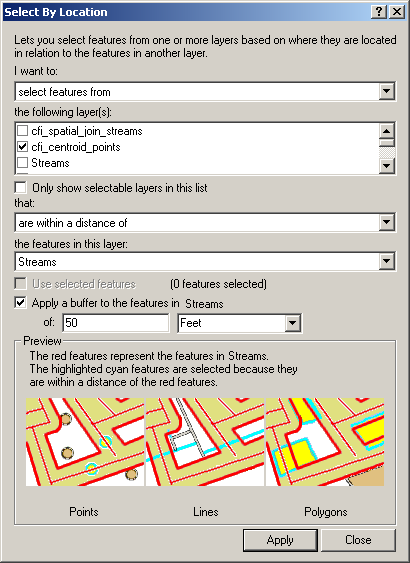 Select By Location
Lets you select features from one or more layers based on where they are located
in relation to the features in another layer.
I want to:
select features from
the following layer(s):
cfi_spatial_join_streams
cfi_centroid_points
Streams
Only show selectable layers in this list
that:
are within a distance of
the features in this layer:
Streams
Use selected features (0 features selected)
Apply a buffer to the features in Streams
of: 50 Feet
Preview
The red features represent the features in Streams.
The highlighted cyan features are selected because they
are within a distance of the red features.
Points Lines Polygons
Apply Close